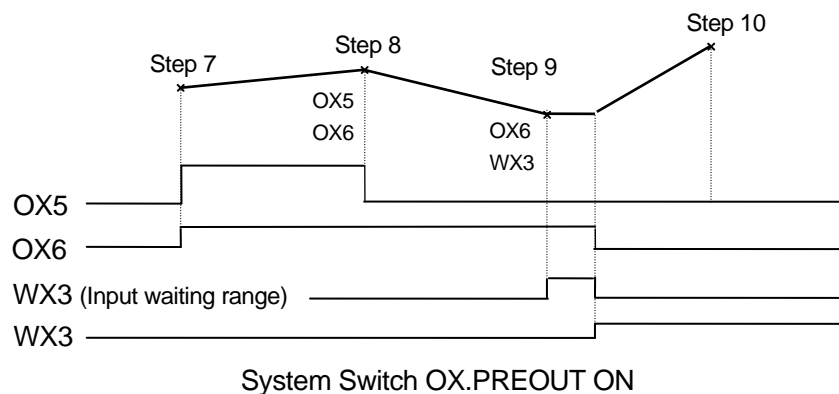 Step 7
Step 8
Step 9
Step 10
OX5
OX6
OX6
WX3
OX5
OX6
WX3 (Input waiting range)
WX3
System Switch OX.PREOUT ON